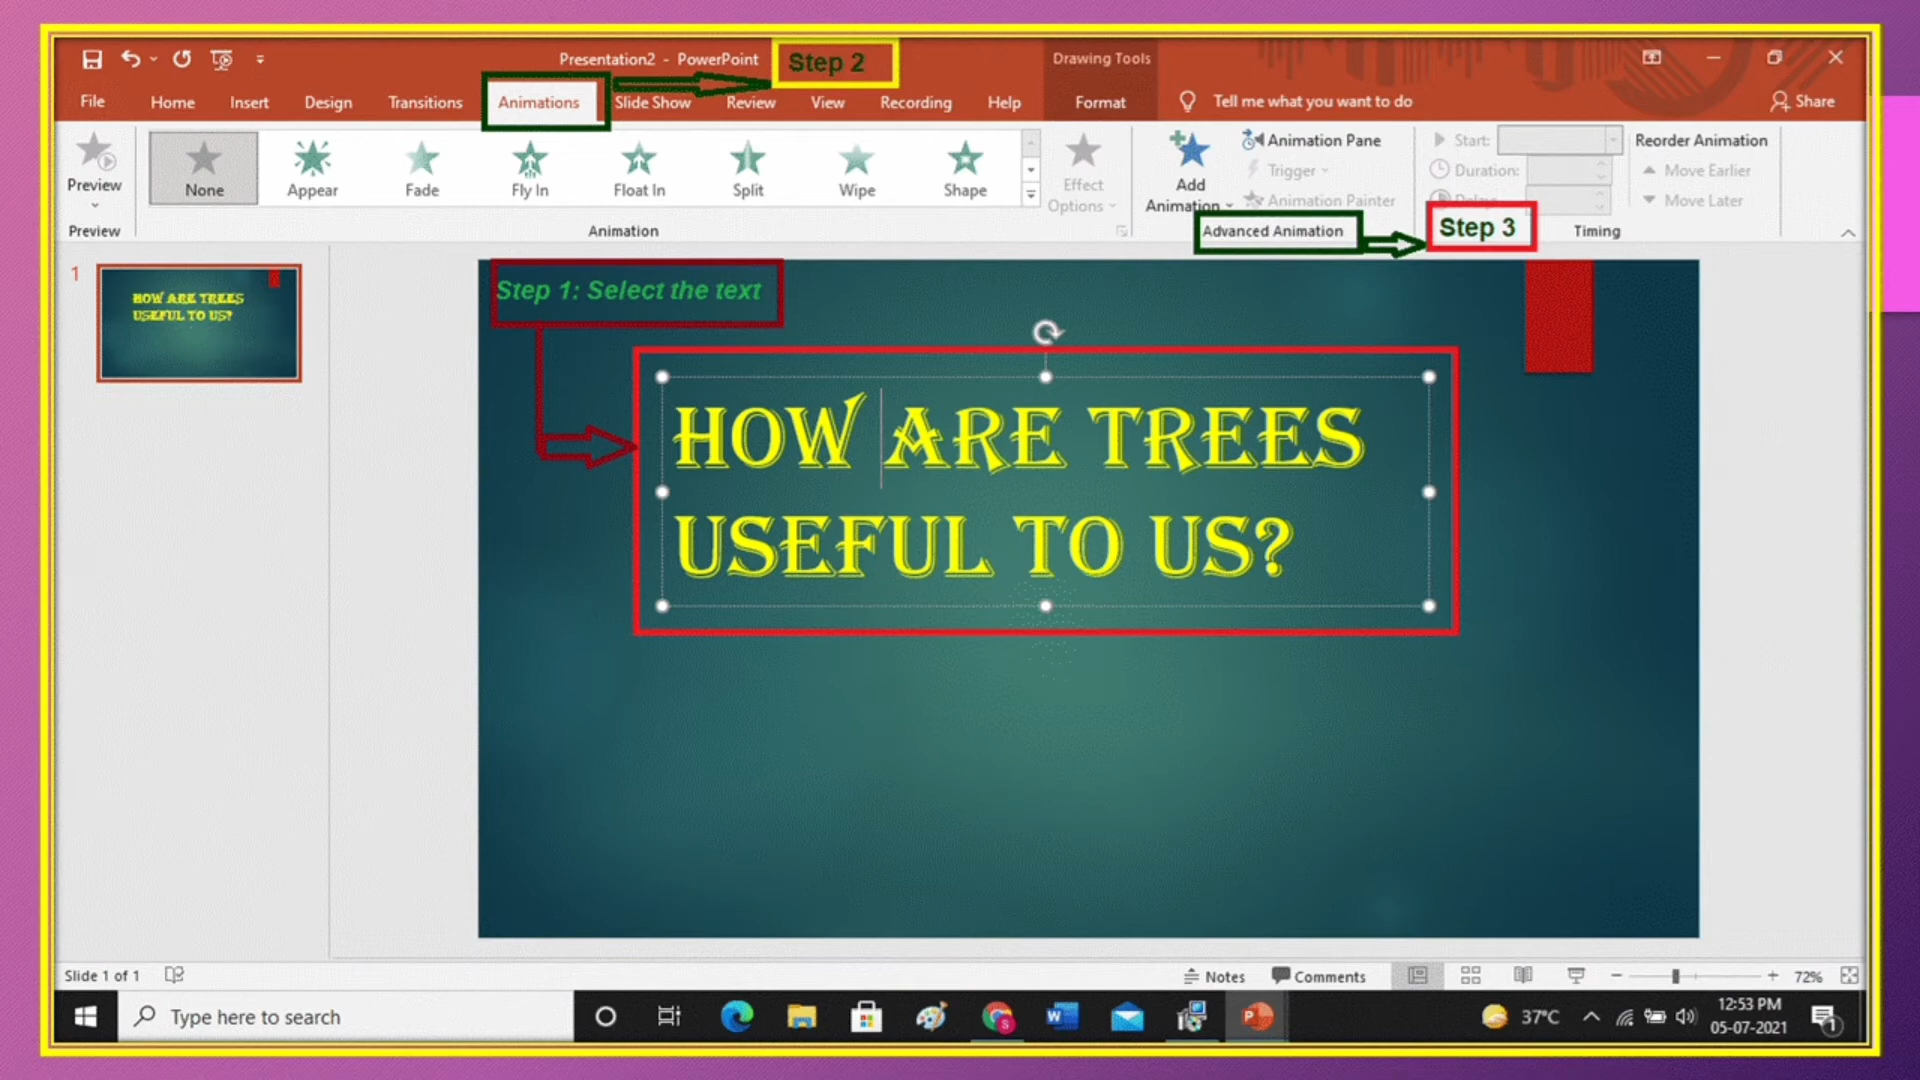 Presentation2 - PowerPoint
Step 2
Drawing Tools
File
Home
Insert
Design
Transitions
Animations
Slide Show
Review
View
Recording
Help
Format
Tell me what you want to do
Share
Preview
None
Appear
Fade
Fly In
Float In
Split
Wipe
Shape
Effect
Options
Add
Animation
Animation Pane
Trigger
Animation Painter
Start:
Duration:
Delay:
Reorder Animation
Move Earlier
Move Later
Preview
Animation
Advanced Animation
Step 3
Timing
1
HOW ARE TREES
USEFUL TO US?
Step 1: Select the text
HOW ARE TREES
USEFUL TO US?
Slide 1 of 1
Notes
Comments
72%
Type here to search
37°C
12:53 PM
05-07-2021
1